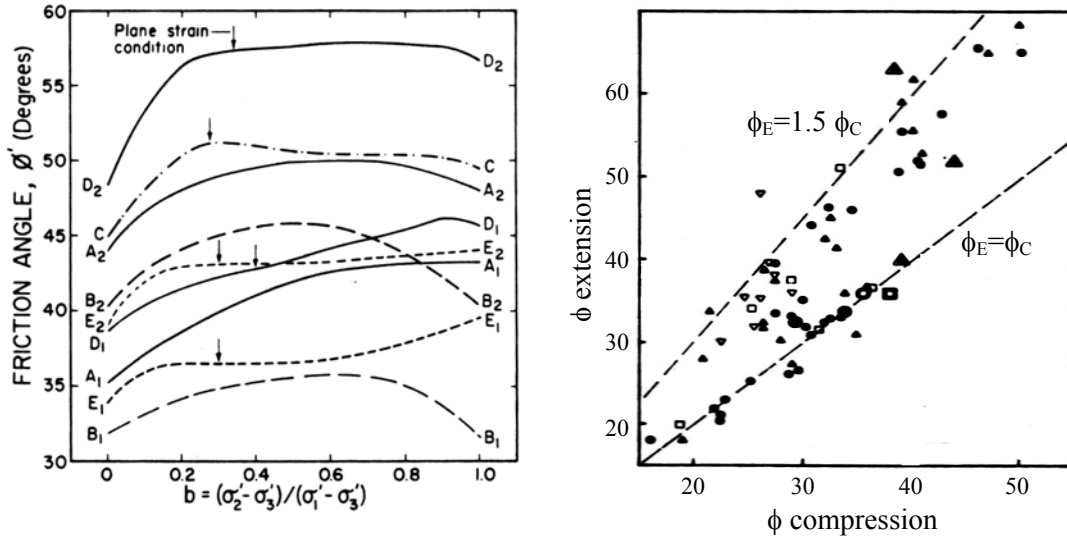 Plane strain
condition
FRICTION ANGLE, Ø' (Degrees)
60
55
50
45
40
35
30
D₂
C
A₂
B₂
E₂
D₁
A₁
E₁
B₁
D₂
C
A₂
D₁
E₂
A₁
B₂
E₁
B₁
0 0.2 0.4 0.6 0.8 1.0
b = (σ₂'-σ₃')/(σ₁'-σ₃')
ϕ extension
60
50
40
30
20
ϕE=1.5 ϕC
ϕE=ϕC
20 30 40 50
ϕ compression